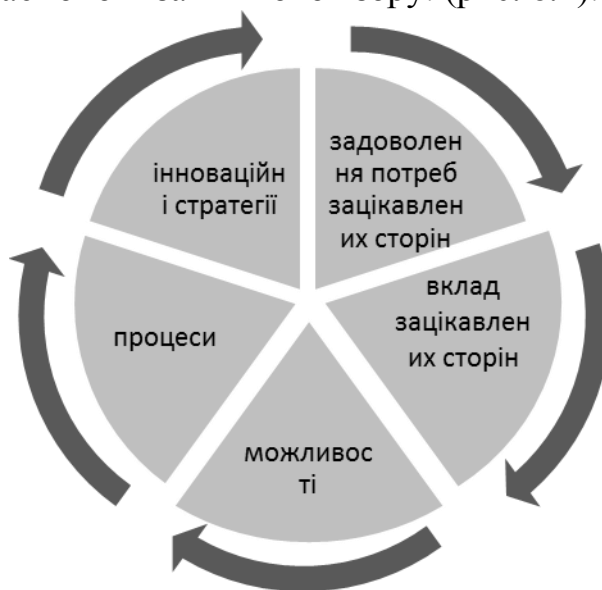 задоволен
ня потреб
зацікавлен
их сторін
вклад
зацікавлен
их сторін
можливос
ті
процеси
інноваційн
і стратегії